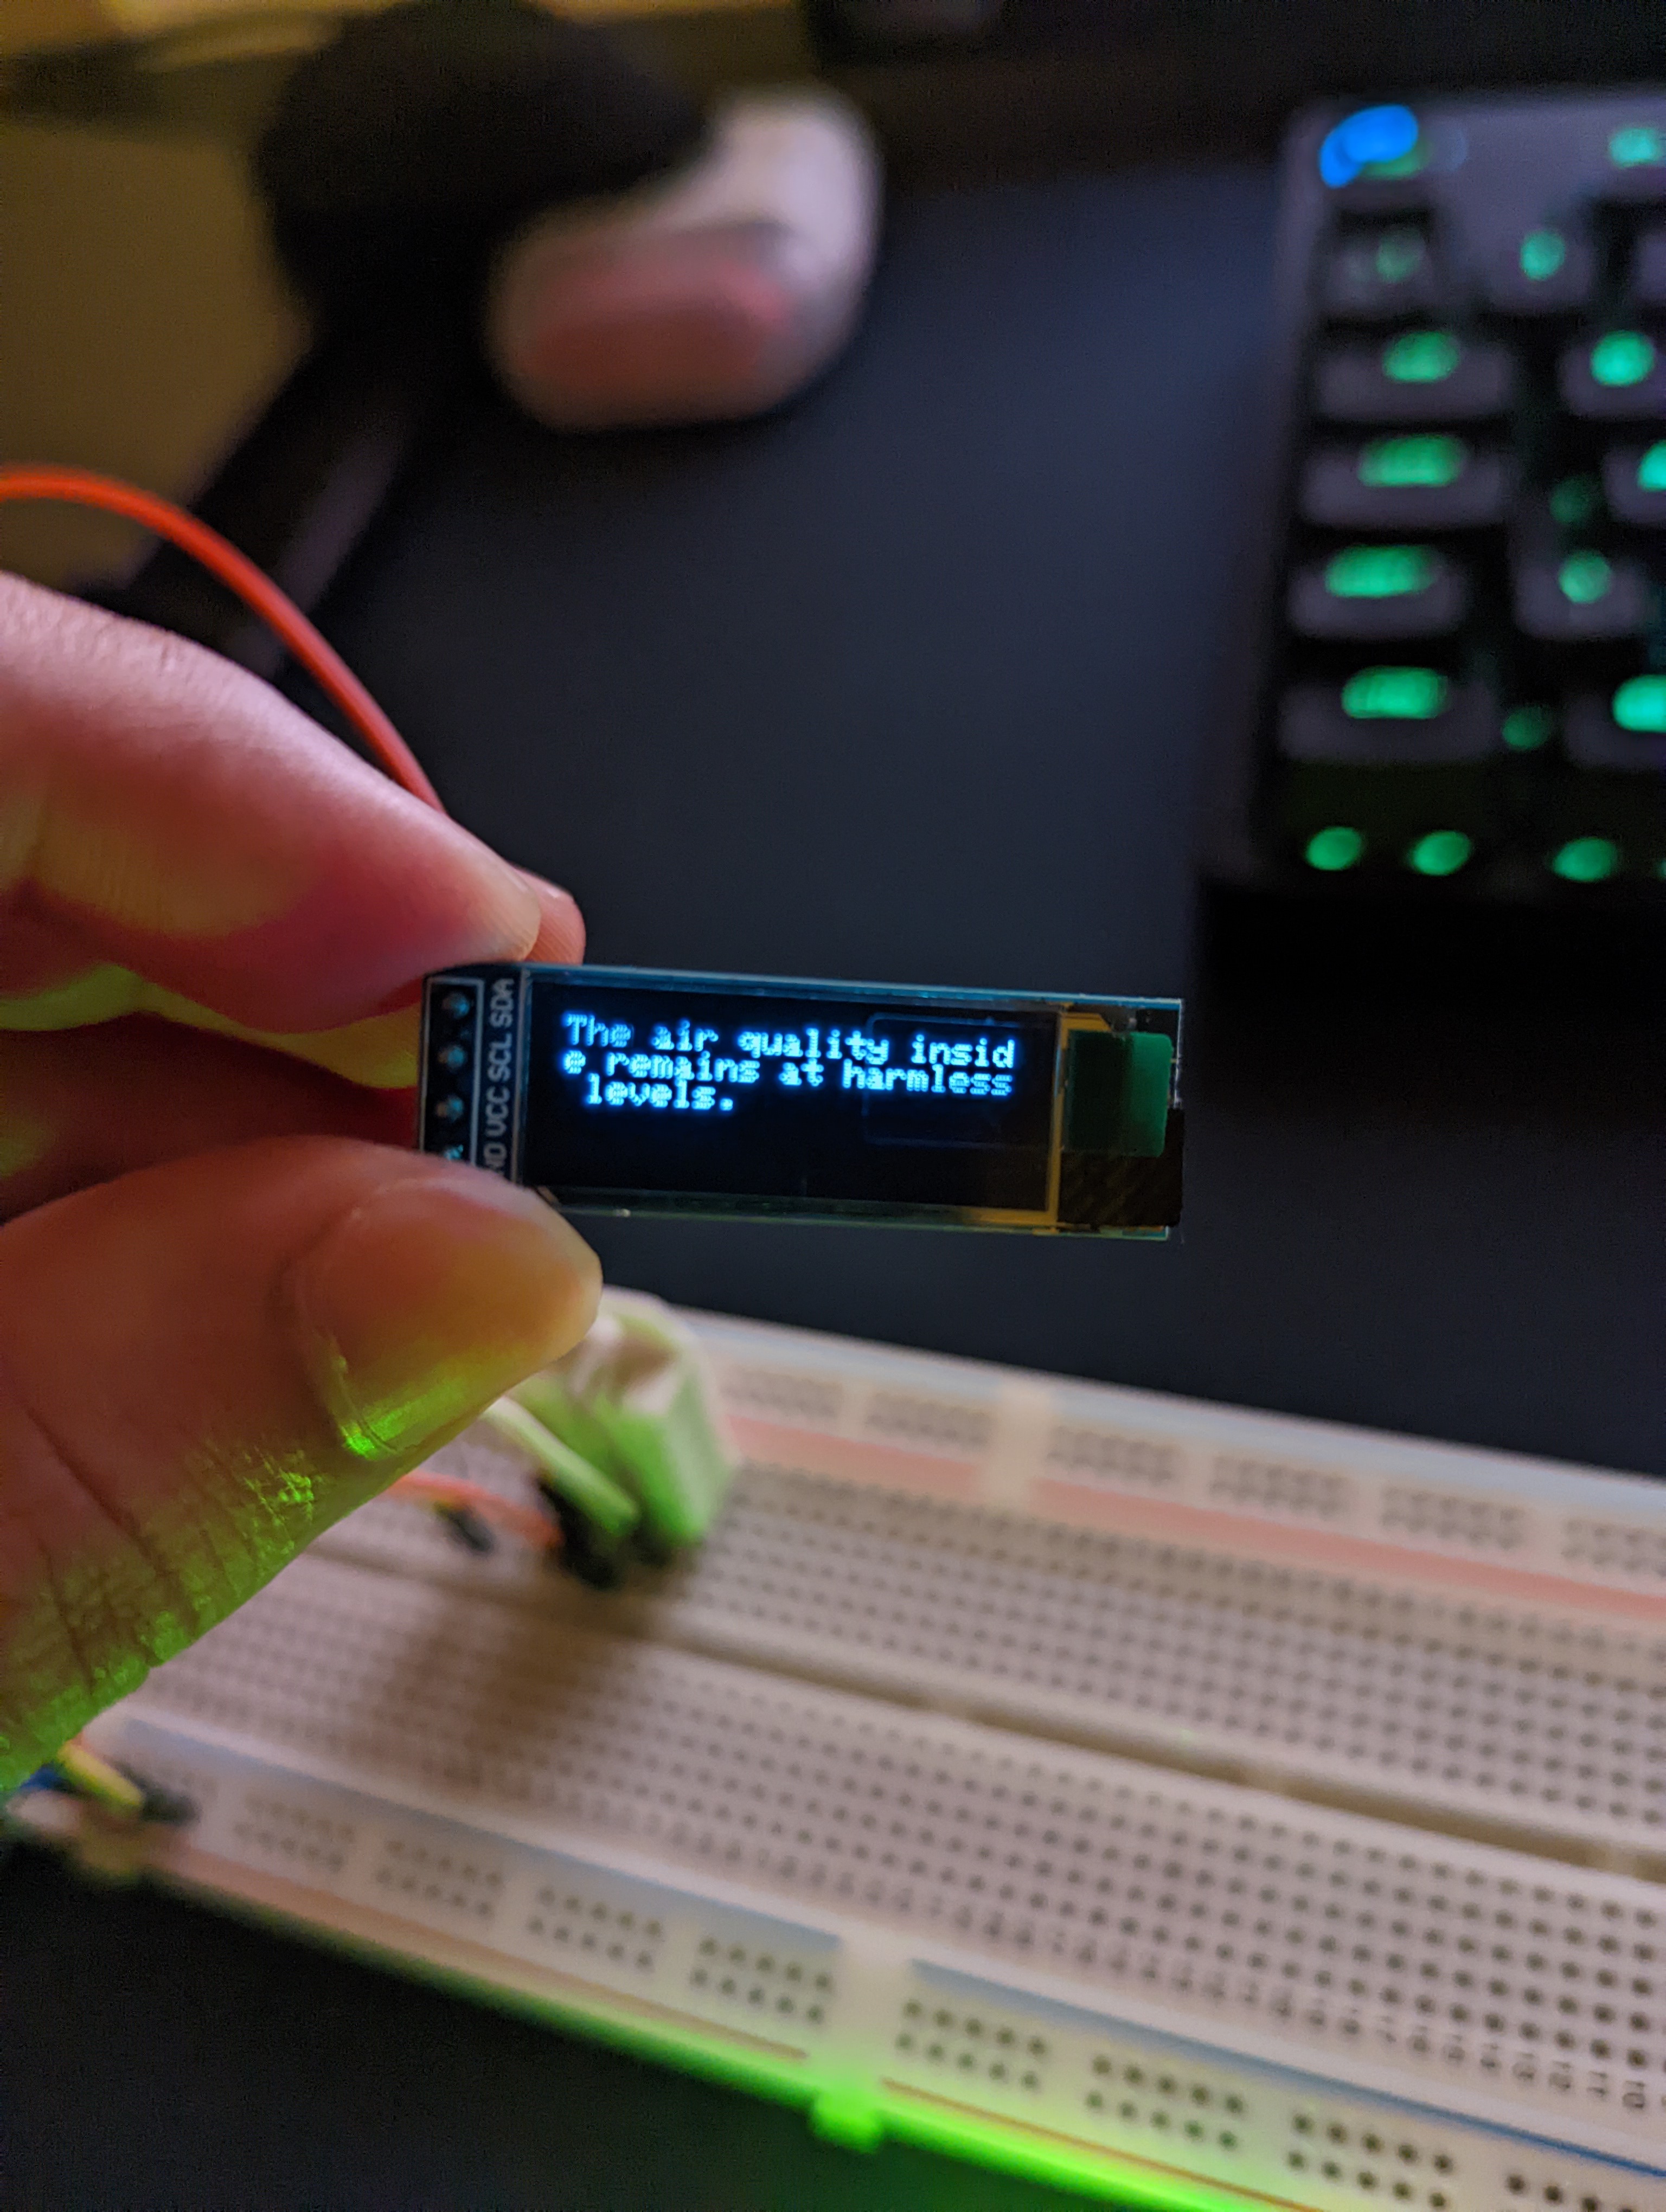 The air quality insid
e remains at harmless
levels.
SDA
SCL
VCC